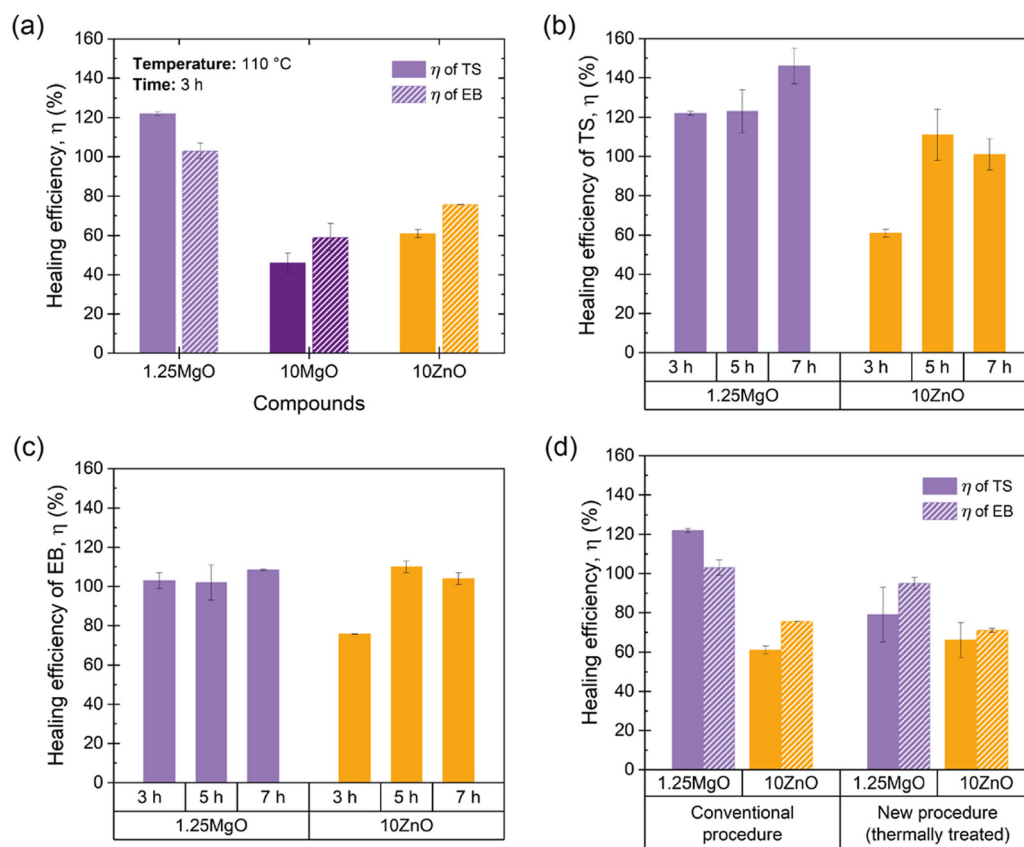 (a)
Healing efficiency, η (%)
160
140
120
100
80
60
40
20
0
Temperature: 110 °C
Time: 3 h
η of TS
η of EB
1.25MgO 10MgO 10ZnO
Compounds
(b)
Healing efficiency of TS, η (%)
160
140
120
100
80
60
40
20
0
3 h 5 h 7 h 3 h 5 h 7 h
1.25MgO 10ZnO
(c)
Healing efficiency of EB, η (%)
160
140
120
100
80
60
40
20
0
3 h 5 h 7 h 3 h 5 h 7 h
1.25MgO 10ZnO
(d)
Healing efficiency, η (%)
160
140
120
100
80
60
40
20
0
η of TS
η of EB
1.25MgO 10ZnO 1.25MgO 10ZnO
Conventional New procedure
procedure (thermally treated)